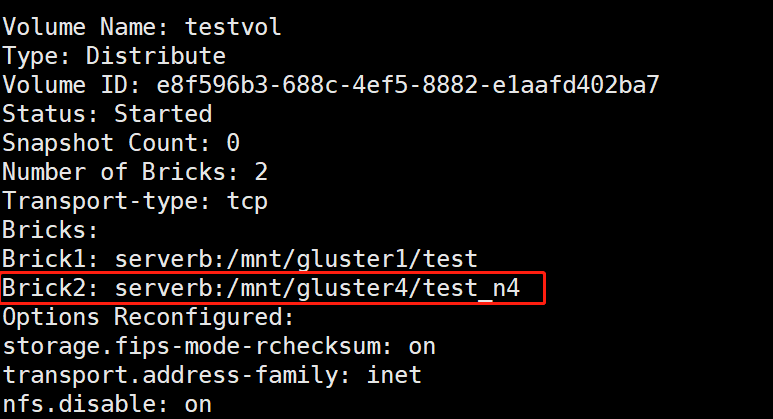 Volume Name: testvol
Type: Distribute
Volume ID: e8f596b3-688c-4ef5-8882-e1aafd402ba7
Status: Started
Snapshot Count: 0
Number of Bricks: 2
Transport-type: tcp
Bricks:
Brick1: serverb:/mnt/gluster1/test
Brick2: serverb:/mnt/gluster4/test_n4
Options Reconfigured:
storage.fips-mode-rchecksum: on
transport.address-family: inet
nfs.disable: on